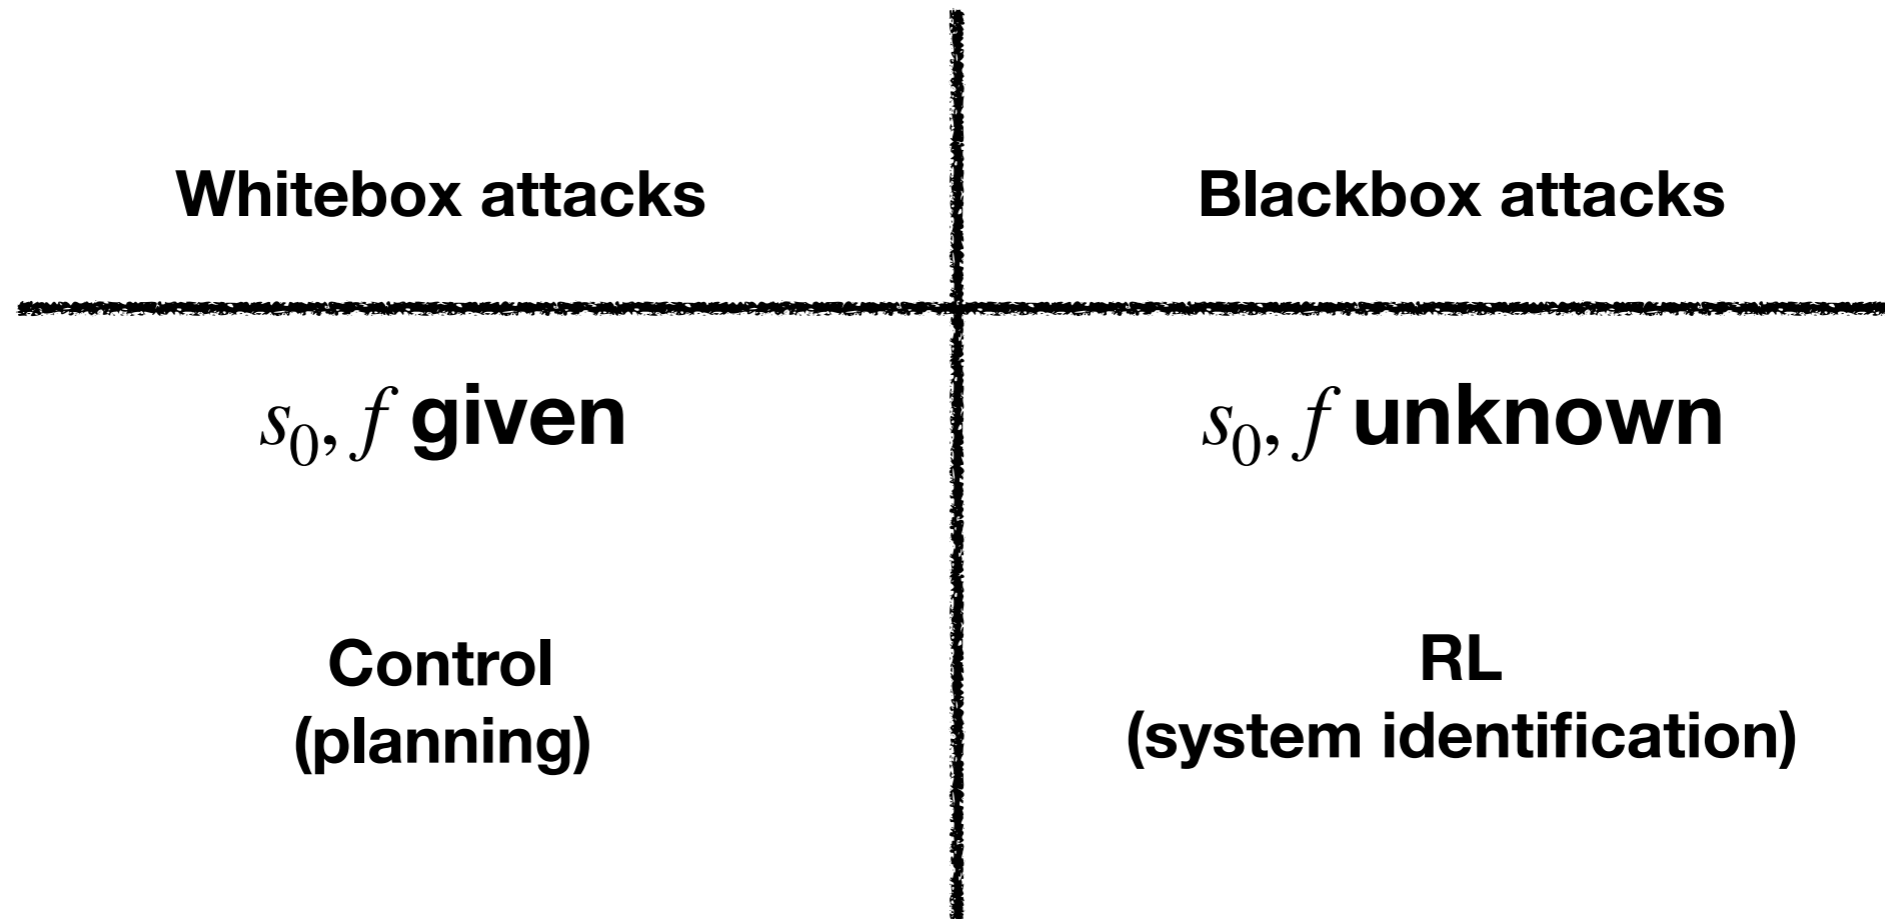 Whitebox attacks
Blackbox attacks
s₀, f given
s₀, f unknown
Control
(planning)
RL
(system identification)